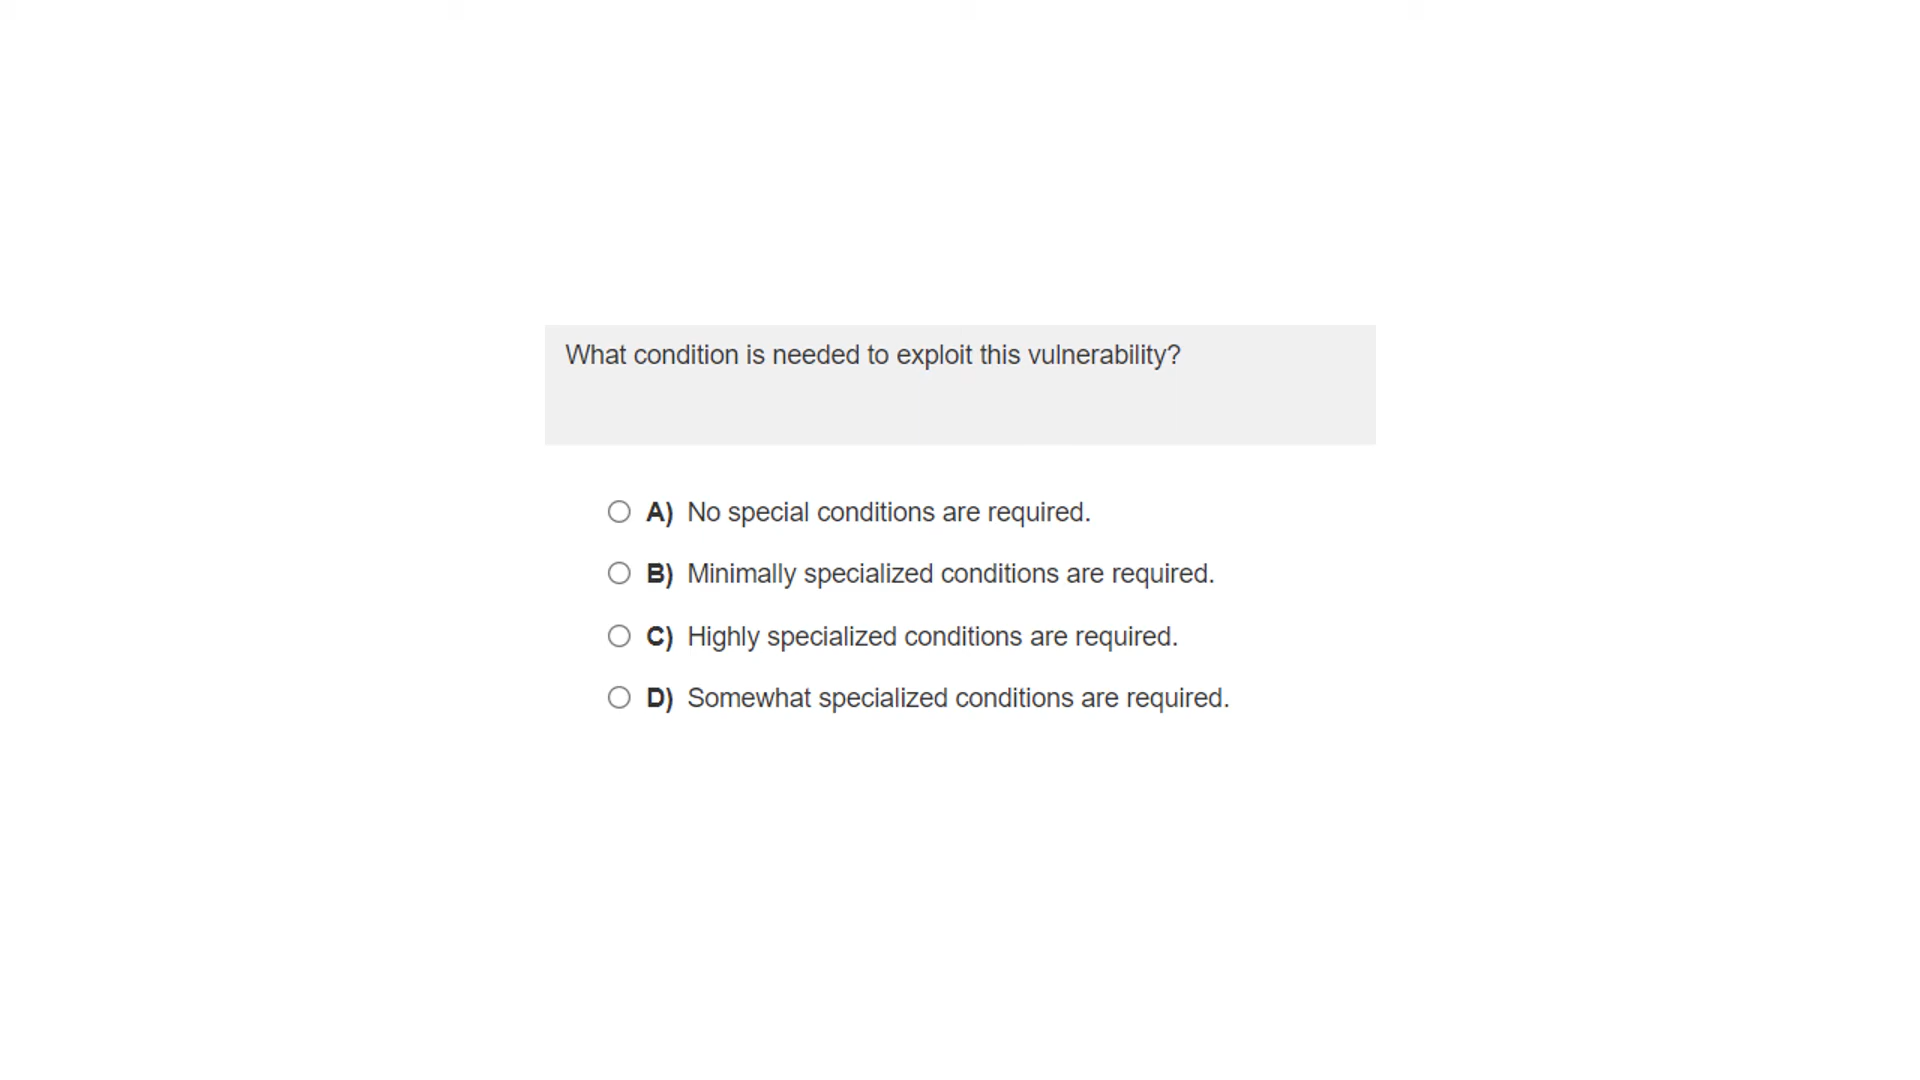 What condition is needed to exploit this vulnerability?
A) No special conditions are required.
B) Minimally specialized conditions are required.
C) Highly specialized conditions are required.
D) Somewhat specialized conditions are required.